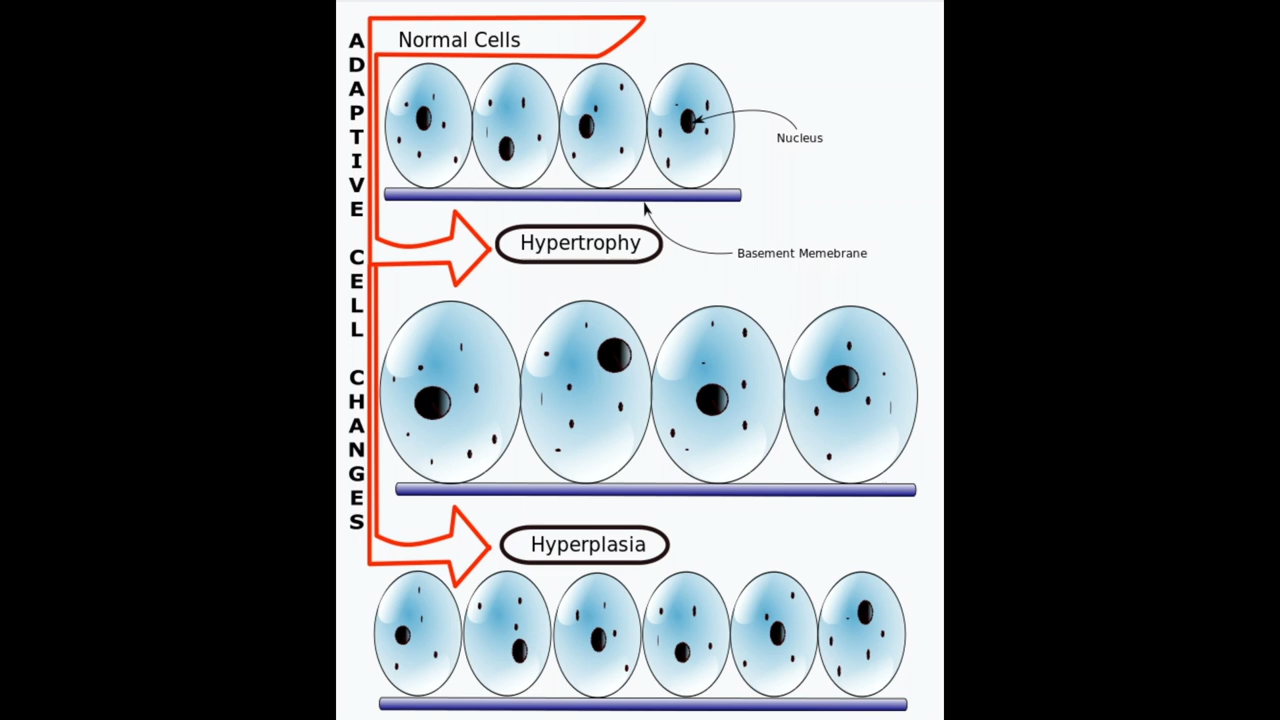 ADAPTIVE CELL CHANGES
Normal Cells
Nucleus
Hypertrophy
Basement Memebrane
Hyperplasia